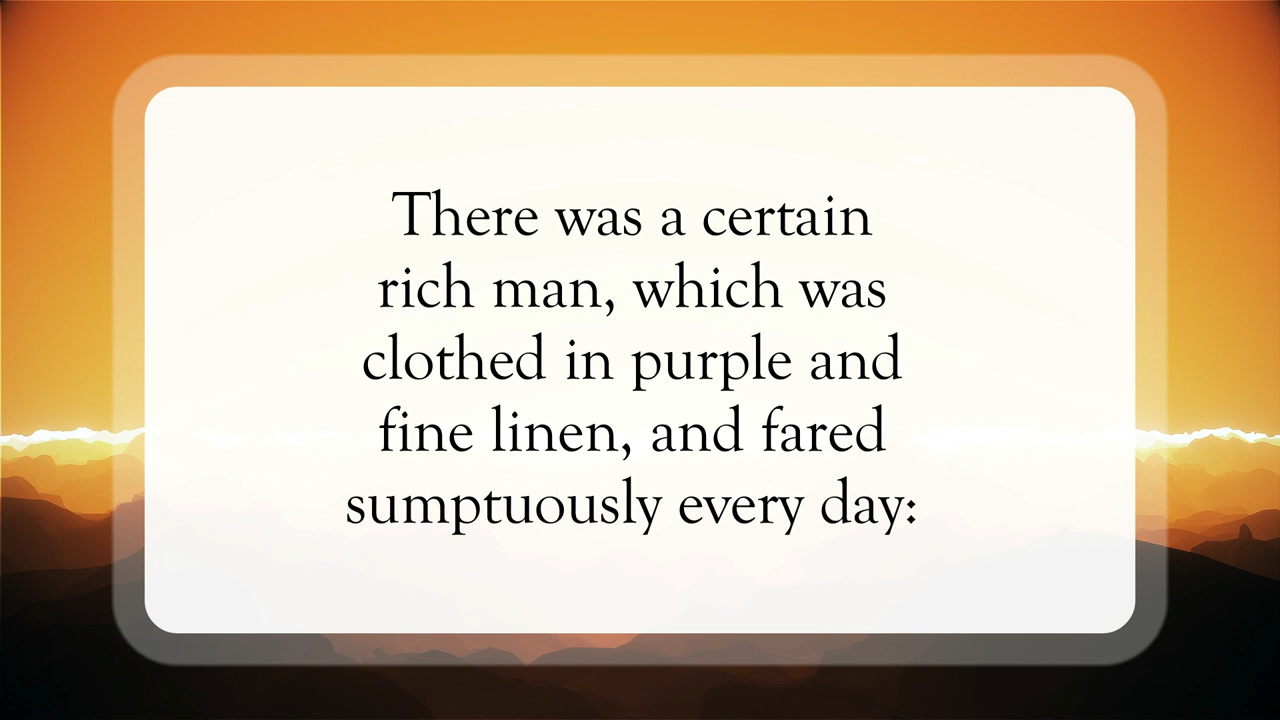 There was a certain
rich man, which was
clothed in purple and
fine linen, and fared
sumptuously every day: